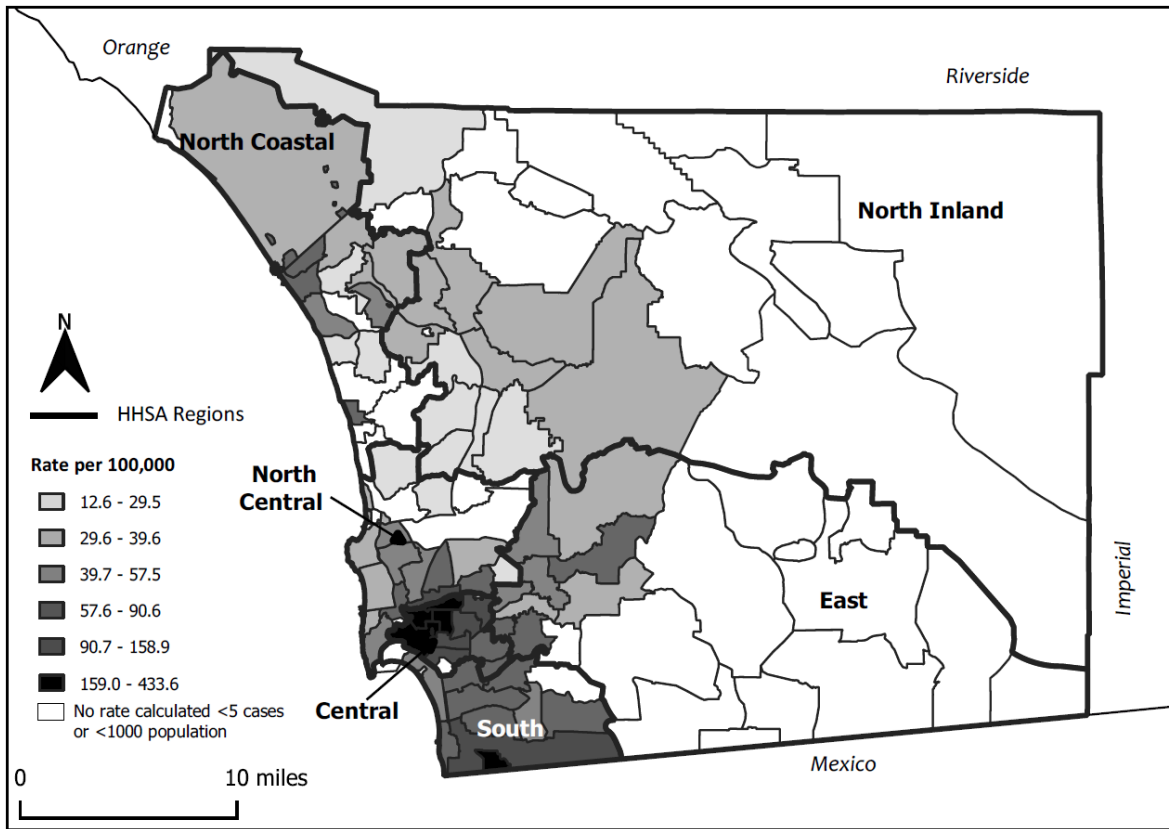 Orange
Riverside
North Coastal
North Inland
N
HHSA Regions
Rate per 100,000
12.6 - 29.5
29.6 - 39.6
39.7 - 57.5
57.6 - 90.6
90.7 - 158.9
159.0 - 433.6
No rate calculated <5 cases
or <1000 population
North
Central
East
Imperial
Central
South
Mexico
0 10 miles